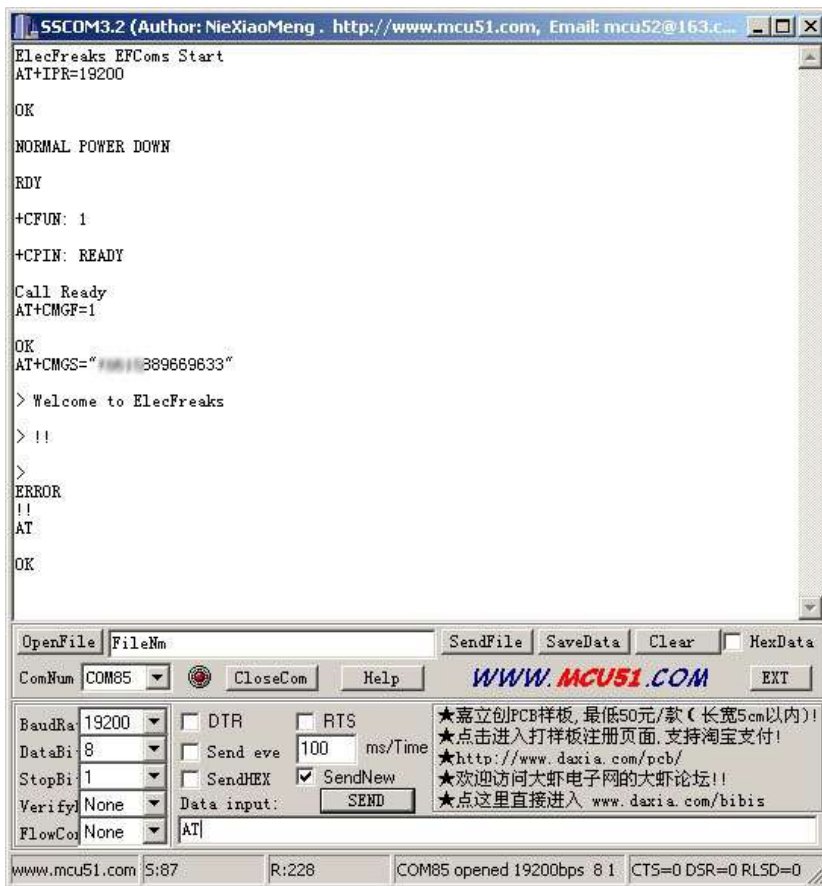 SSCOM3.2 (Author: NieXiaoMeng . http://www.mcu51.com, Email: mcu52@163.c...
ElecFreaks EFComs Start
AT+IPR=19200
OK
NORMAL POWER DOWN
RDY
+CFUN: 1
+CPIN: READY
Call Ready
AT+CMGF=1
OK
AT+CMGS="889669633"
> Welcome to ElecFreaks
> !!
>
ERROR
!!
AT
OK
OpenFile FileNm SendFile SaveData Clear HexData
ComNum COM85 CloseCom Help WWW.MCU51.COM EXT
BaudRa 19200 DTR RTS
DataBi 8 Send eve 100 ms/Time
StopBi 1 SendHEX SendNew
Verify None Data input: SEND
FlowCo None AT
★嘉立创PCB样板,最低50元/款(长宽5cm以内)!
★点击进入打样板注册页面,支持淘宝支付!
★http://www.daxia.com/pcb/
★欢迎访问大虾电子网的大虾论坛!!
★点这里直接进入 www.daxia.com/bibis
www.mcu51.com S:87 R:228 COM85 opened 19200bps 8 1 CTS=0 DSR=0 RLSD=0